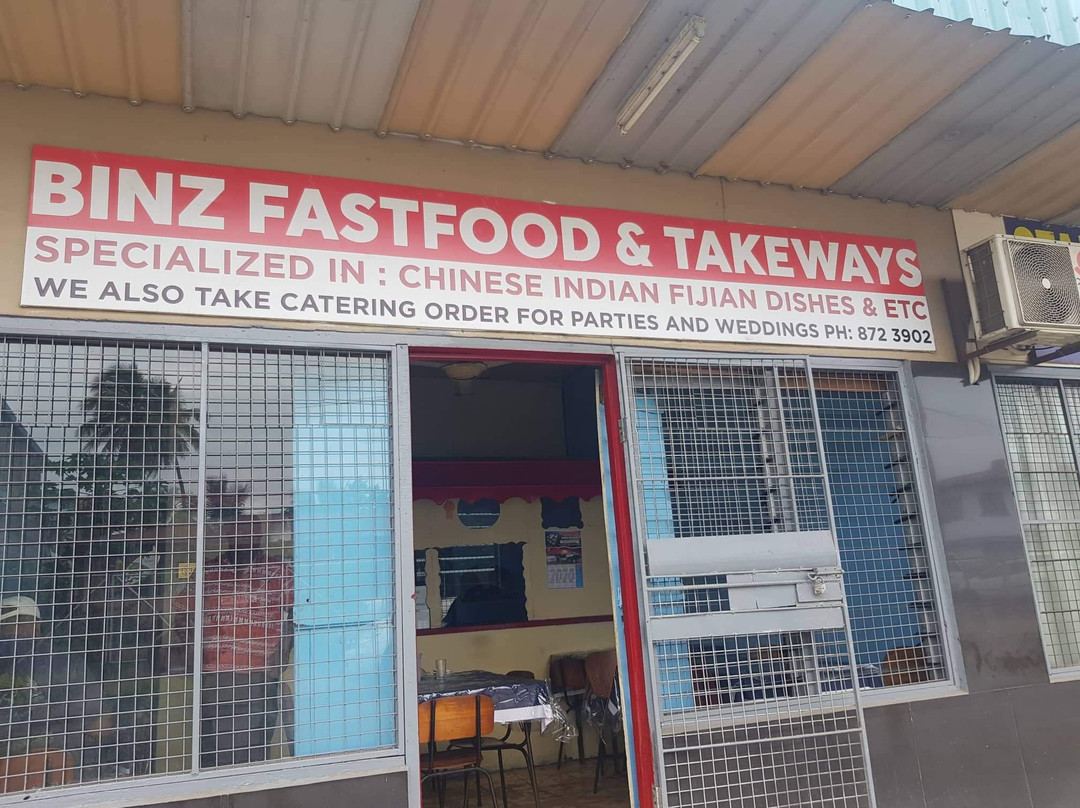 BINZ FASTFOOD & TAKEWAYS
SPECIALIZED IN : CHINESE INDIAN FIJIAN DISHES & ETC
WE ALSO TAKE CATERING ORDER FOR PARTIES AND WEDDINGS PH: 872 3902